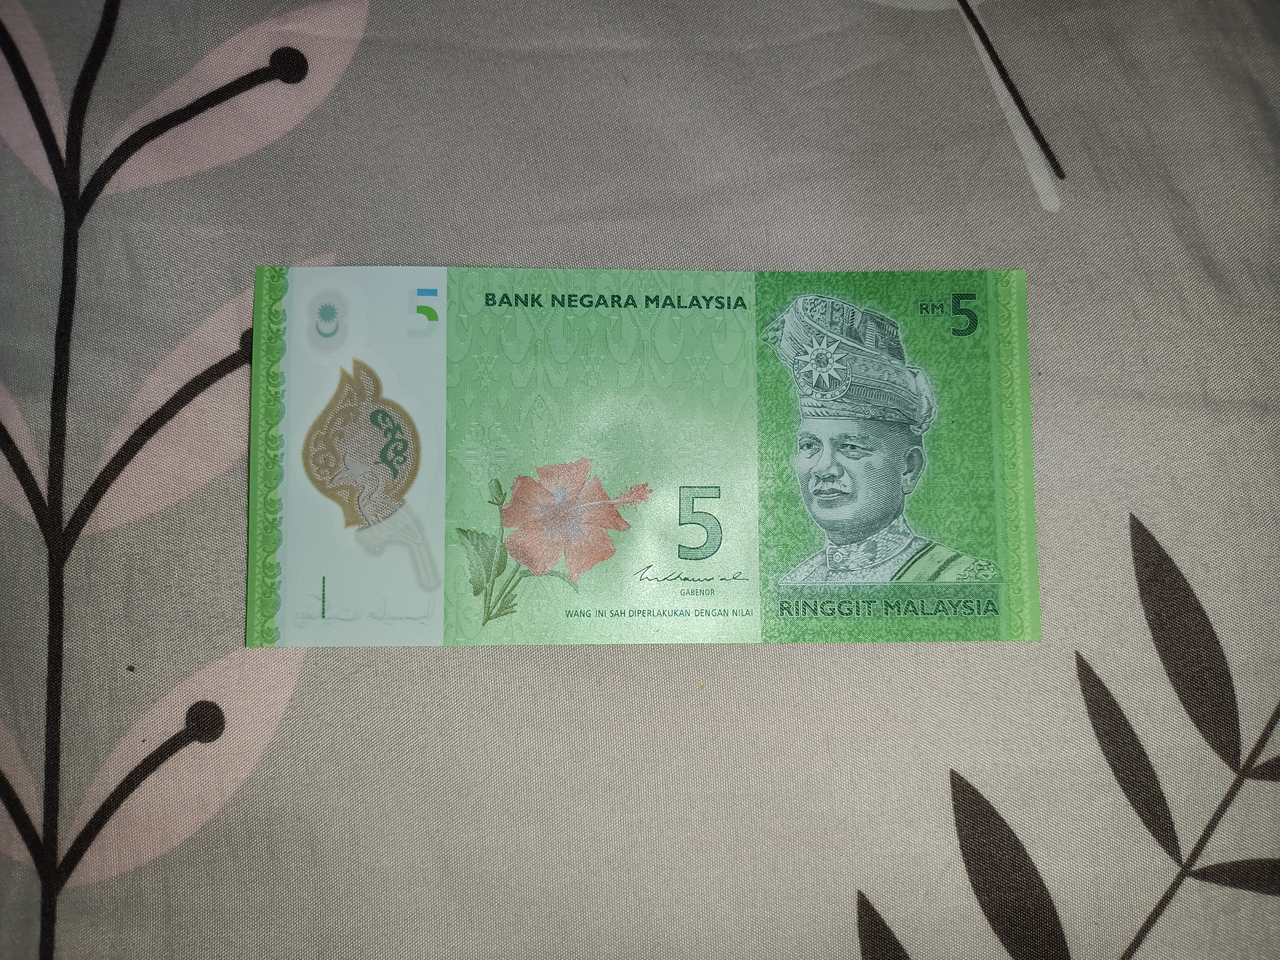 BANK NEGARA MALAYSIA
RM 5
5
5
GABENOR
WANG INI SAH DIPERLAKUKAN DENGAN NILAI
RINGGIT MALAYSIA